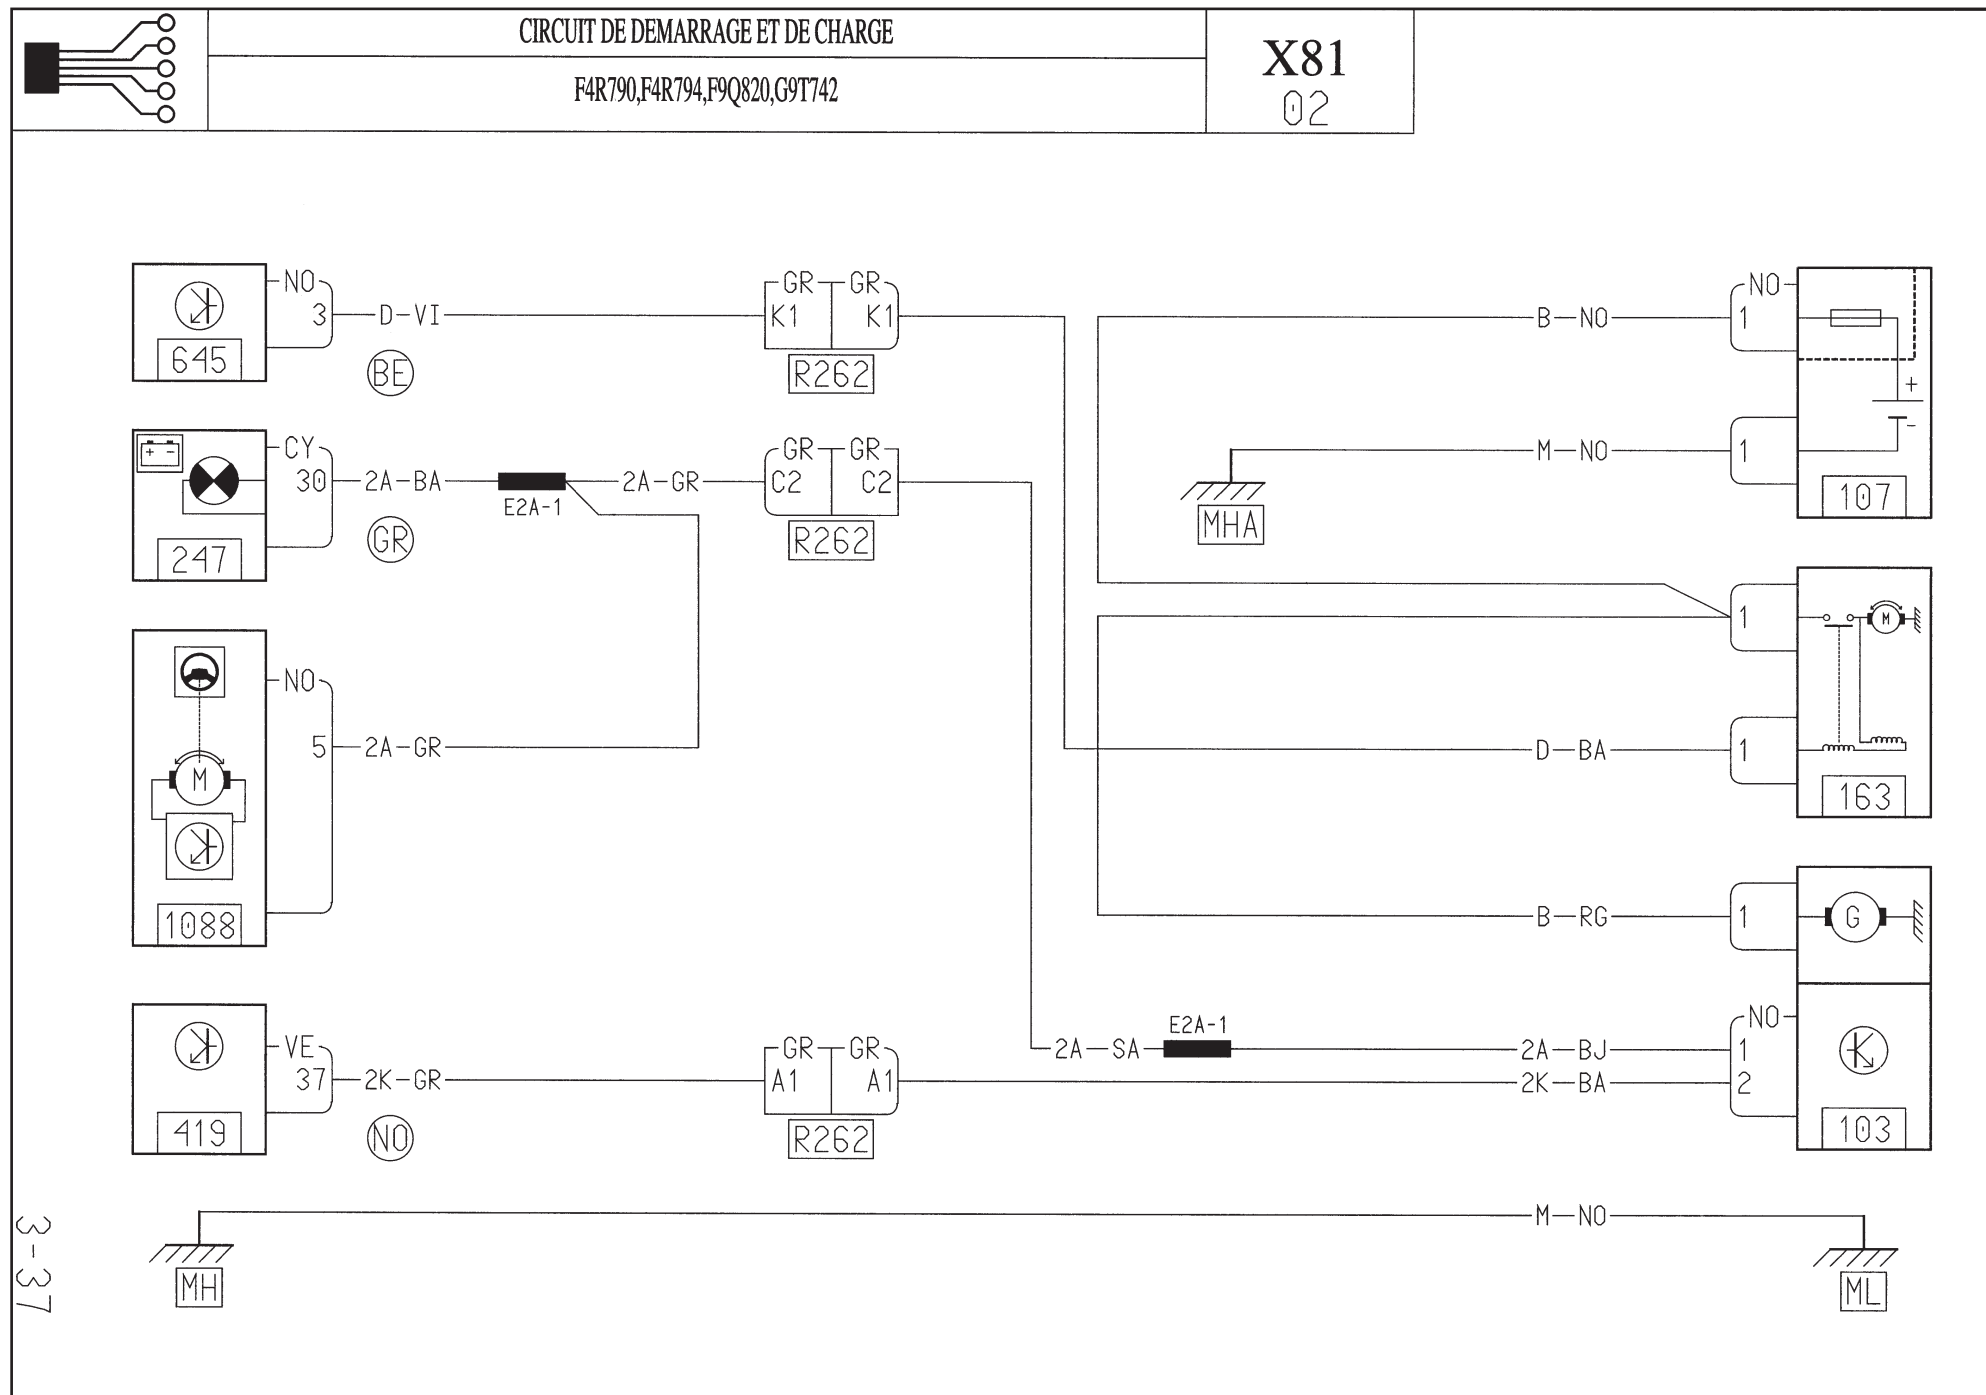 CIRCUIT DE DEMARRAGE ET DE CHARGE
F4R790,F4R794,F9Q820,G9T742
X81
02
NO
3
D-VI
BE
645
GR GR
K1 K1
R262
B-NO
NO
1
+
-
M-NO
1
107
MHA
+ -
CY
30
2A-BA
E2A-1
2A-GR
GR
247
GR GR
C2 C2
R262
1
M
D-BA
1
163
NO
5
2A-GR
M
1088
B-RG
1
G
VE
37
2K-GR
NO
419
GR GR
A1 A1
R262
2A-SA
E2A-1
2A-BJ
2K-BA
NO
1
2
103
M-NO
MH
ML
3-37